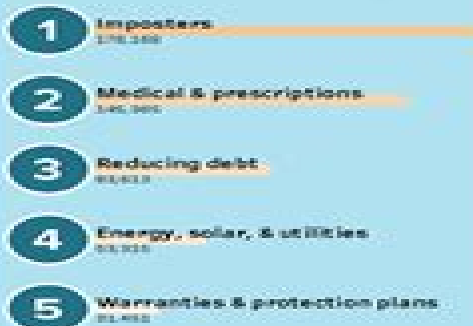 1
Imposters
2
Medical & prescriptions
3
Reducing debt
4
Energy, solar, & utilities
5
Warranties & protection plans